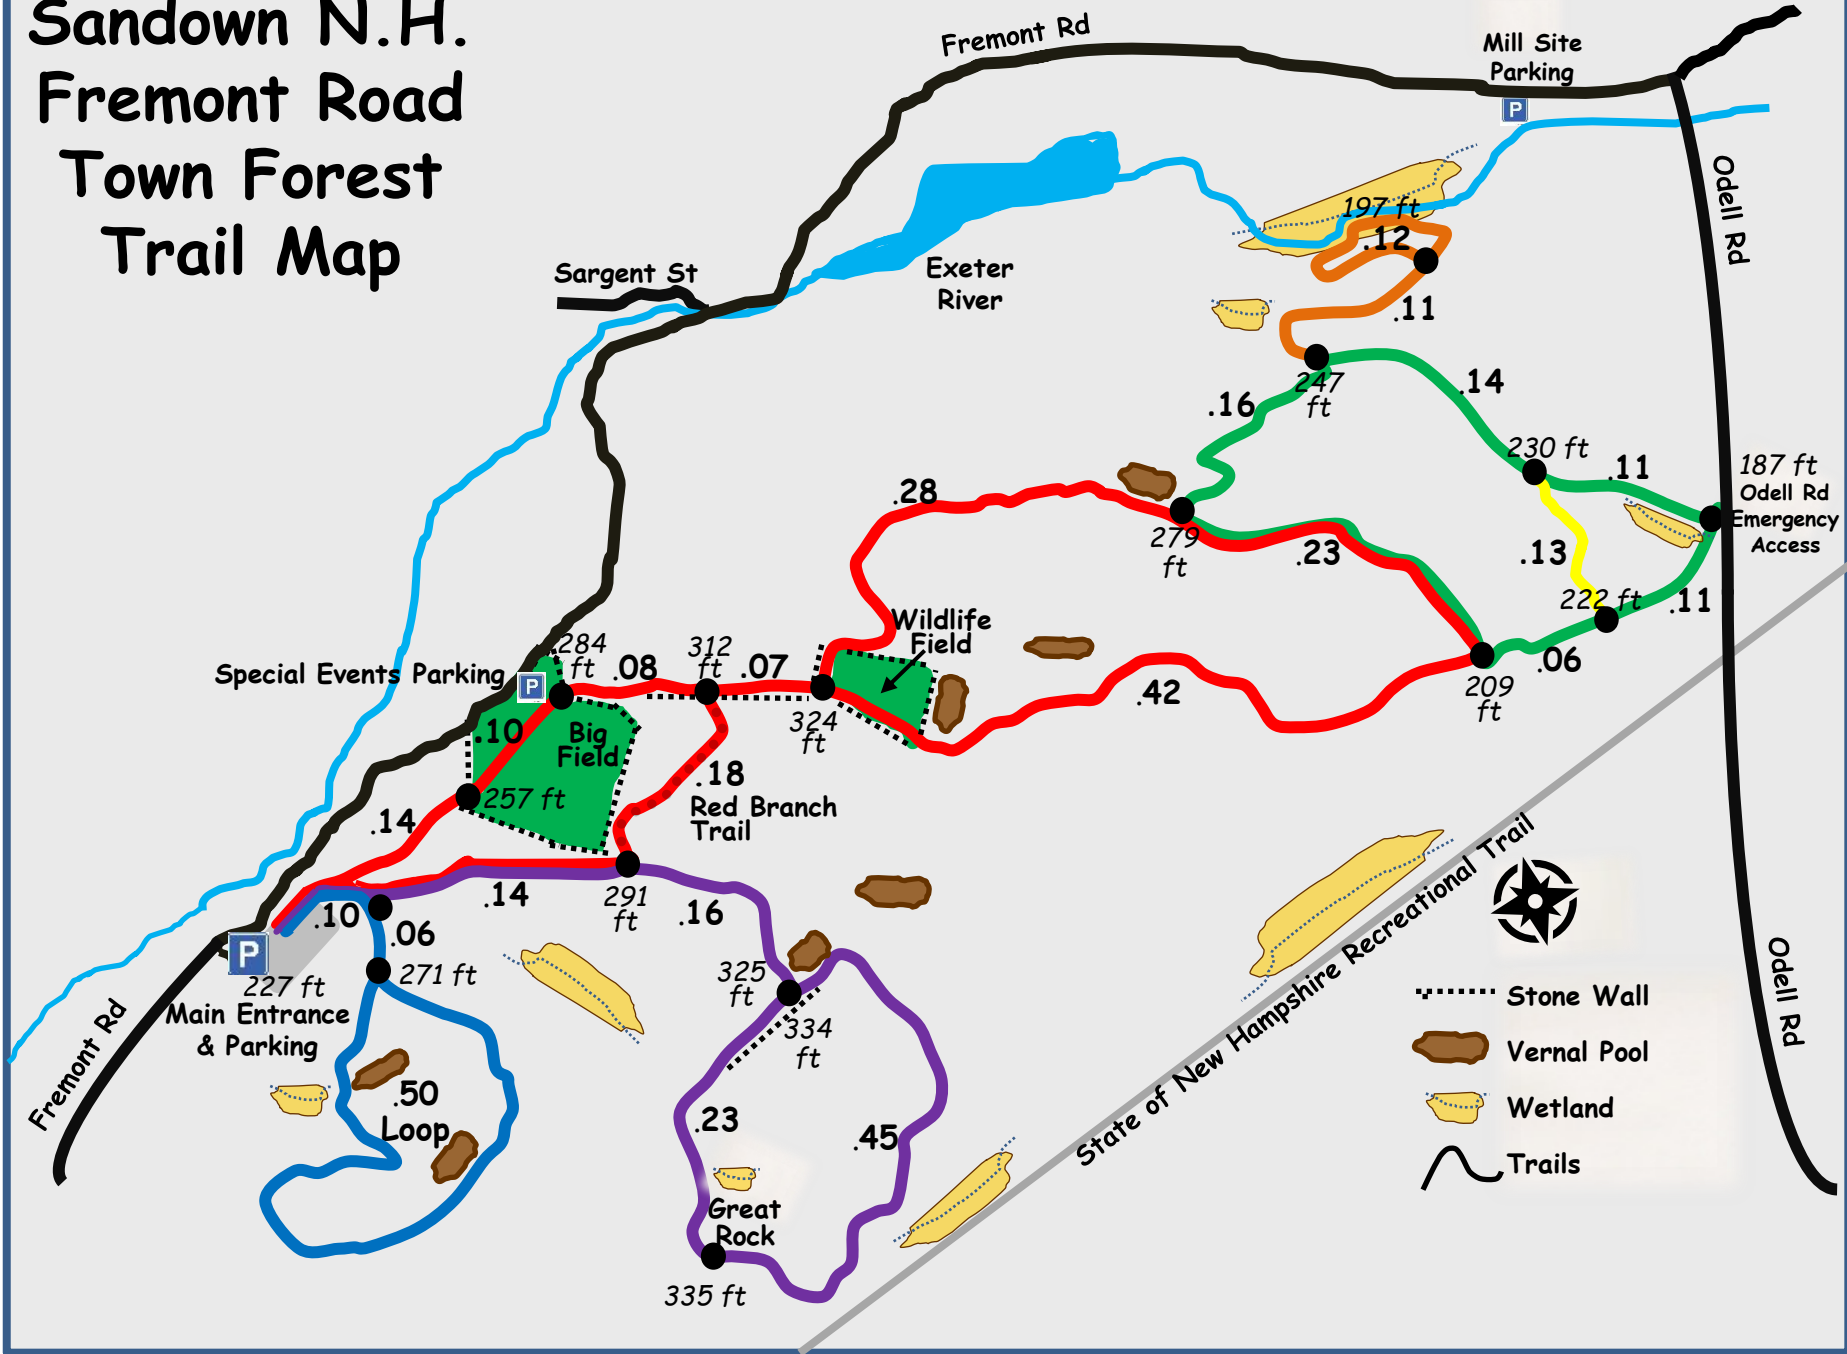 Sandown N.H.
Fremont Road
Town Forest
Trail Map
Fremont Rd
Mill Site
Parking
P
Odell Rd
Sargent St
Exeter
River
197 ft
.12
.11
247
ft
.14
.16
230 ft
.11
187 ft
Odell Rd
Emergency
Access
.28
279
ft
.23
.13
222 ft
.11
.06
209
ft
Wildlife
Field
284
ft
.08
312
ft
.07
Special Events Parking
P
324
ft
.42
.10
Big
Field
257 ft
.18
Red Branch
Trail
.14
.14
291
ft
.16
.10
.06
P
227 ft
271 ft
Main Entrance
& Parking
Fremont Rd
325
ft
334
ft
.50
Loop
.23
.45
Great
Rock
335 ft
State of New Hampshire Recreational Trail
Odell Rd
Stone Wall
Vernal Pool
Wetland
Trails